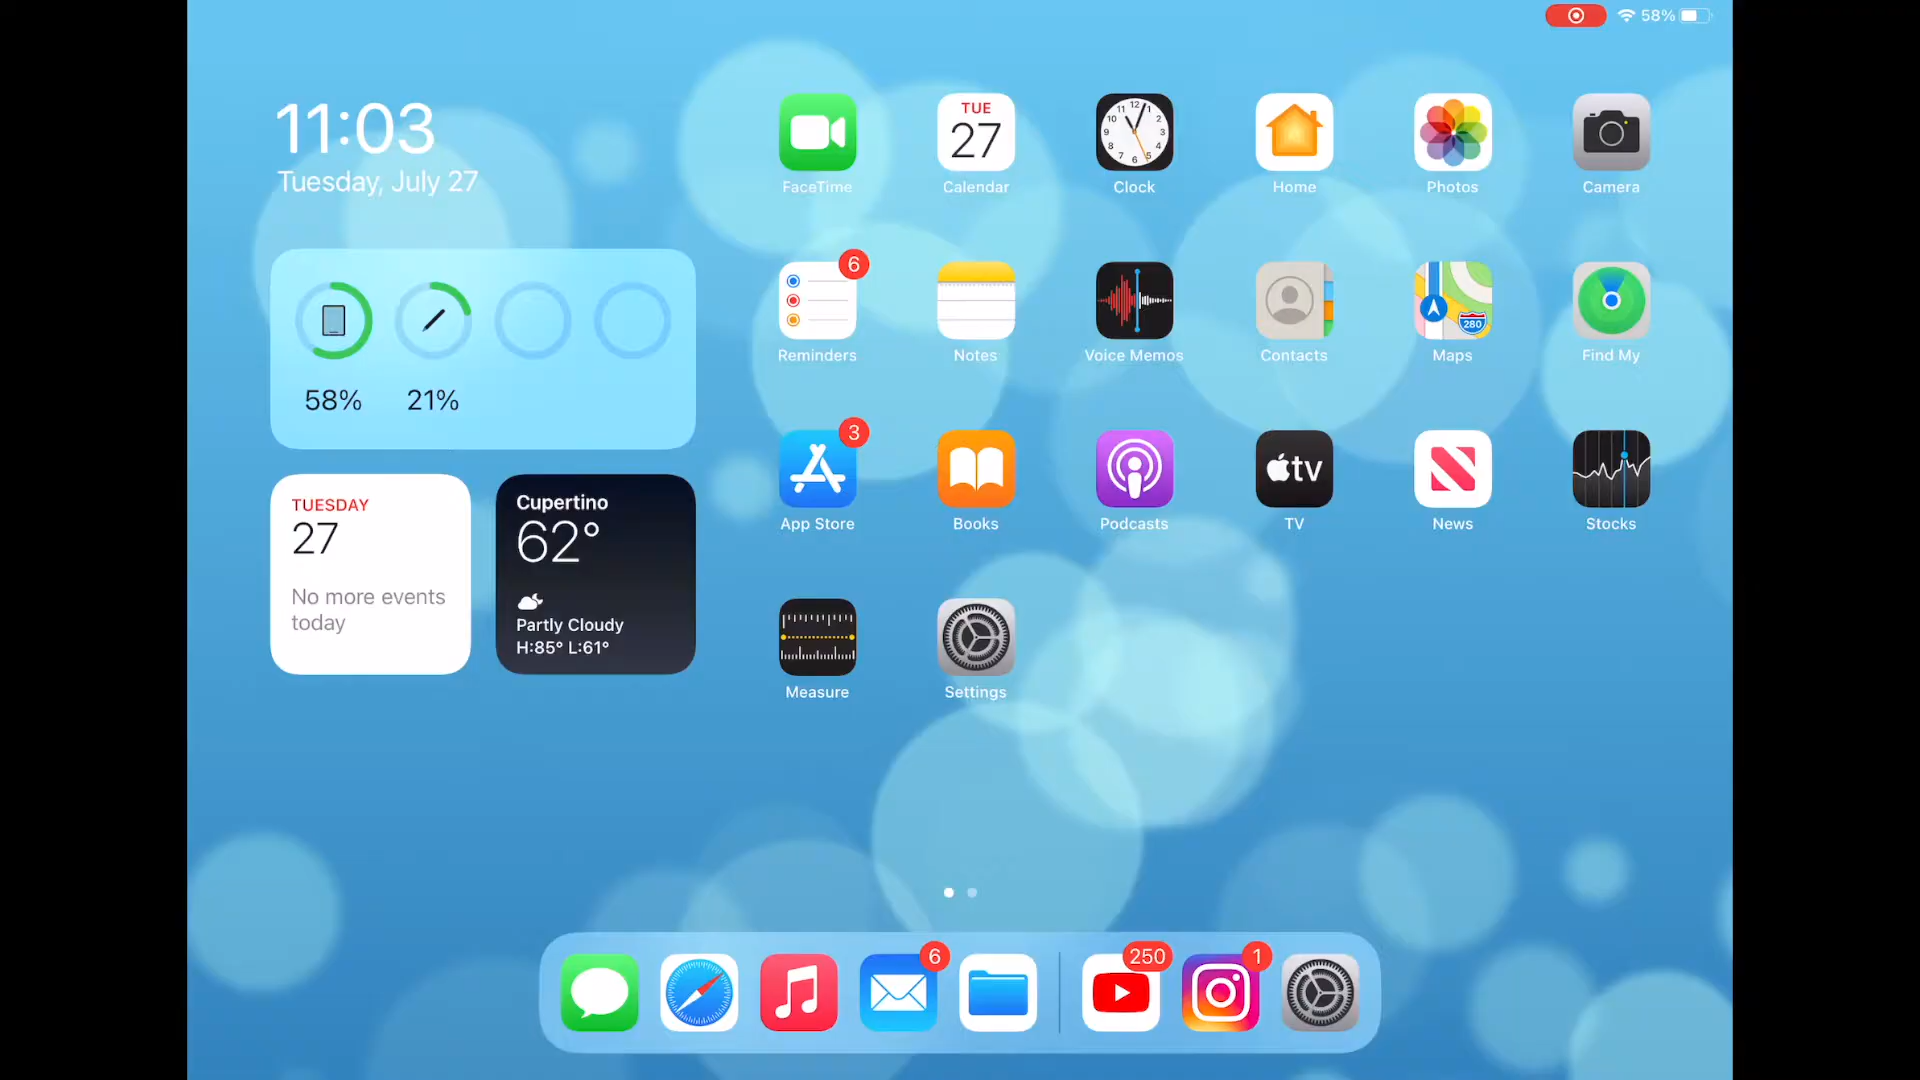 58%
11:03
Tuesday, July 27
58%
21%
TUESDAY
27
No more events
today
Cupertino
62°
Partly Cloudy
H:85° L:61°
TUE
27
FaceTime
Calendar
Clock
Home
Photos
Camera
6
280
Reminders
Notes
Voice Memos
Contacts
Maps
Find My
3
tv
App Store
Books
Podcasts
TV
News
Stocks
Measure
Settings
6
250
1